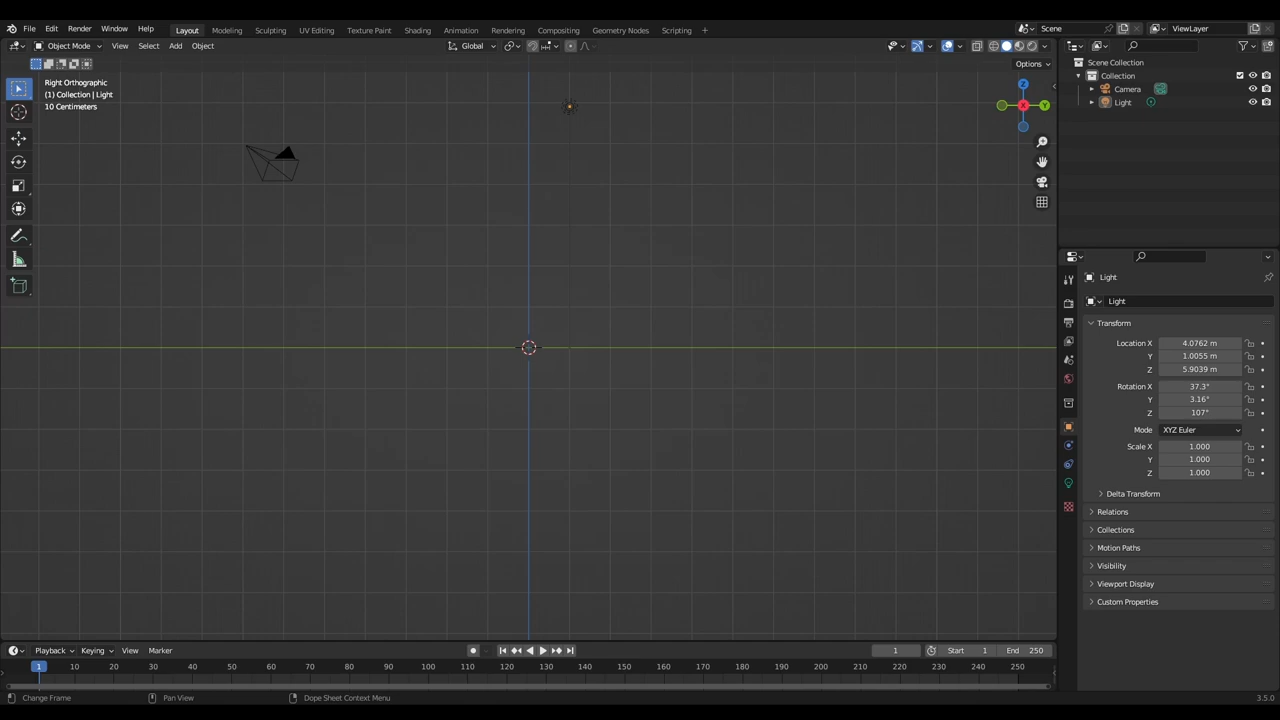 File Edit Render Window Help Layout Modeling Sculpting UV Editing Texture Paint Shading Animation Rendering Compositing Geometry Nodes Scripting + Scene ViewLayer
Object Mode View Select Add Object Global
Options
Right Orthographic
(1) Collection | Light
10 Centimeters
Z
X
Y
Scene Collection
Collection
Camera
Light
Light
Light
Transform
Location X 4.0762 m
Y 1.0055 m
Z 5.9039 m
Rotation X 37.3°
Y 3.16°
Z 107°
Mode XYZ Euler
Scale X 1.000
Y 1.000
Z 1.000
Delta Transform
Relations
Collections
Motion Paths
Visibility
Viewport Display
Custom Properties
Playback Keying View Marker 1 Start 1 End 250
1 10 20 30 40 50 60 70 80 90 100 110 120 130 140 150 160 170 180 190 200 210 220 230 240 250
Change Frame Pan View Dope Sheet Context Menu 3.5.0